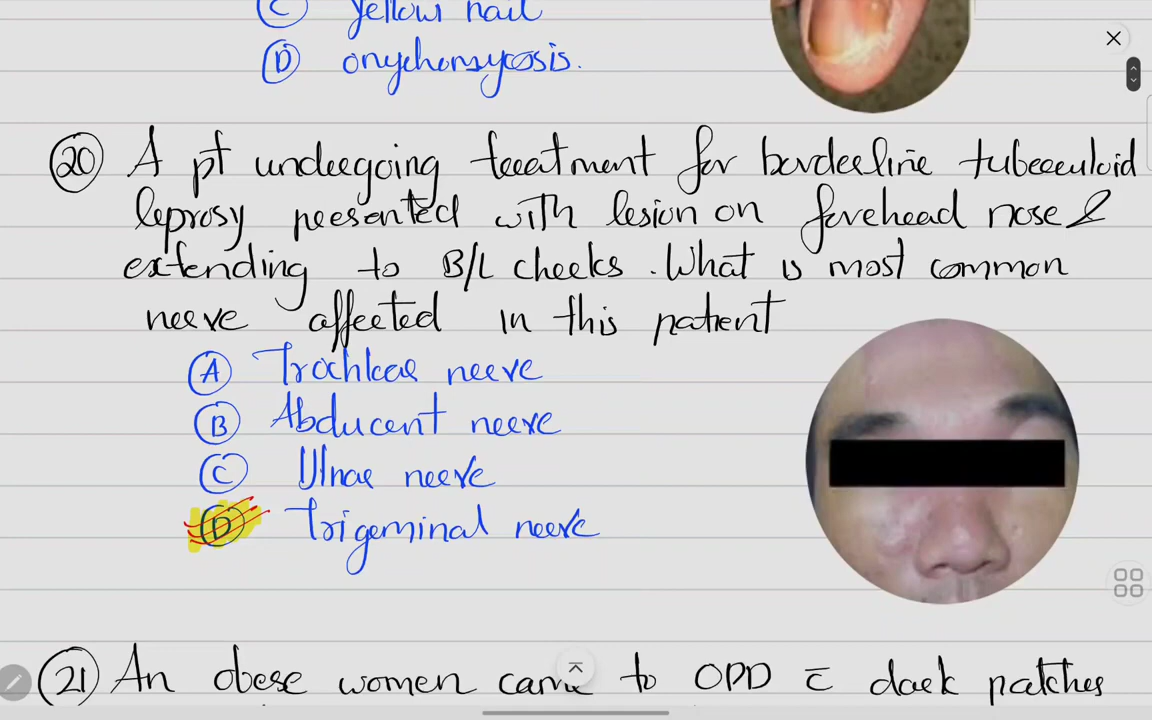 C yellow nail
D onychomycosis.
20 A pt undergoing treatment for borderline tuberculoid
leprosy presented with lesion on forehead nose &
extending to B/L cheeks. What is most common
nerve affected in this patient
A Trochlear nerve
B Abducent nerve
C Ulnar nerve
D Trigeminal nerve
21 An obese women came to OPD c̄ dark patches